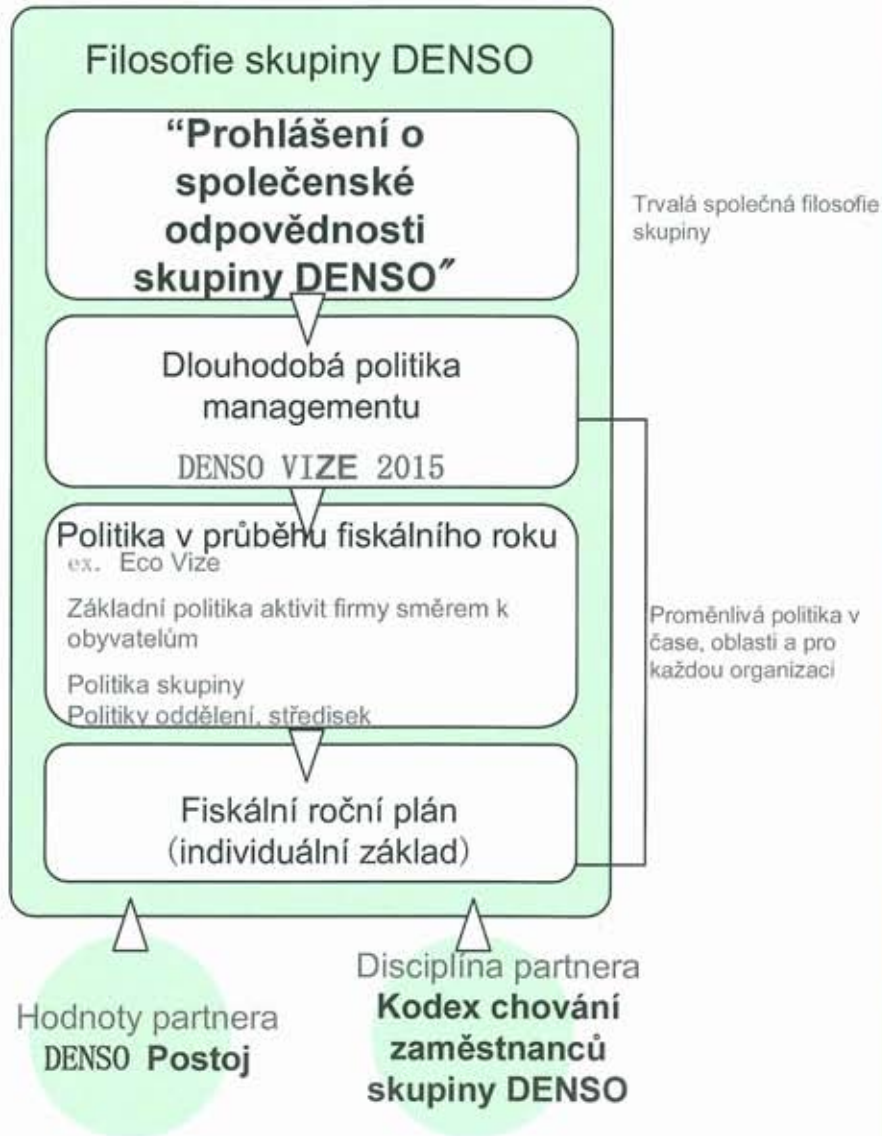 Filosofie skupiny DENSO
“Prohlášení o
společenské
odpovědnosti
skupiny DENSO”
Trvalá společná filosofie
skupiny
Dlouhodobá politika
managementu
DENSO VIZE 2015
Politika v průběhu fiskálního roku
ex. Eco Vize
Základní politika aktivit firmy směrem k
obyvatelům
Politika skupiny
Politiky oddělení, středisek
Proměnlivá politika v
čase, oblasti a pro
každou organizaci
Fiskální roční plán
(individuální základ)
Hodnoty partnera
DENSO Postoj
Disciplína partnera
Kodex chování
zaměstnanců
skupiny DENSO